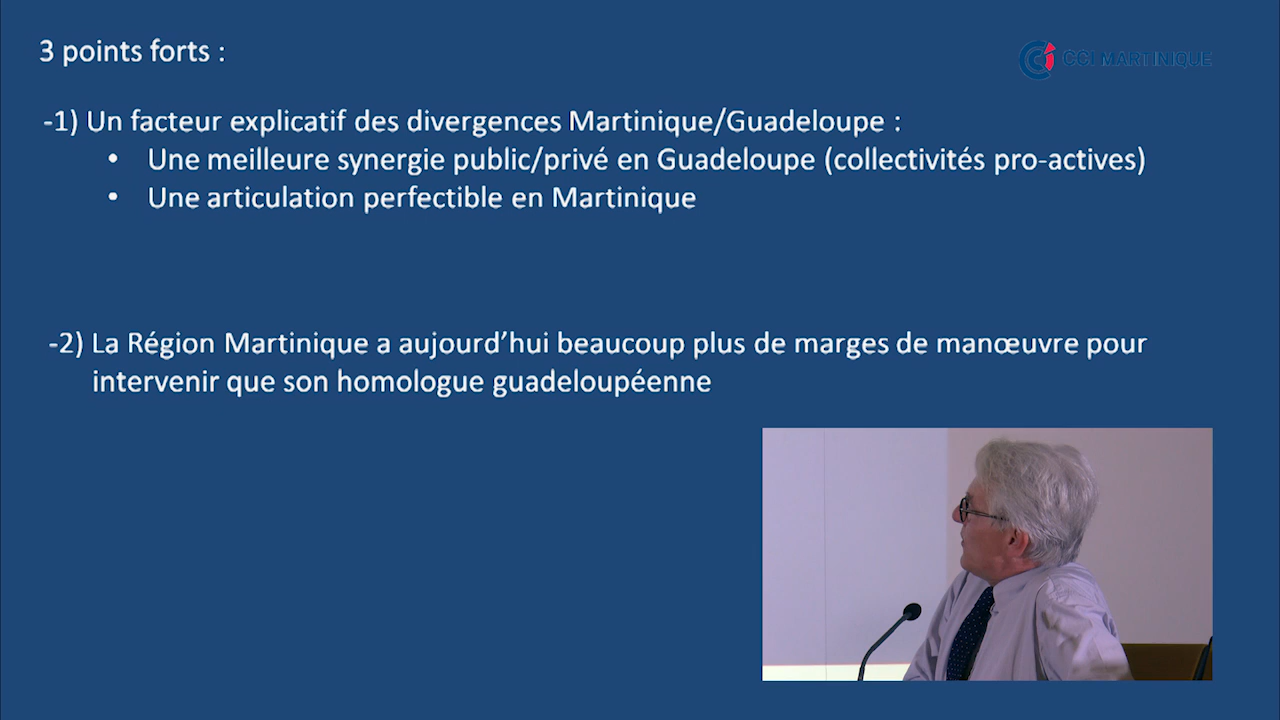 3 points forts :
CCI MARTINIQUE
-1) Un facteur explicatif des divergences Martinique/Guadeloupe :
• Une meilleure synergie public/privé en Guadeloupe (collectivités pro-actives)
• Une articulation perfectible en Martinique
-2) La Région Martinique a aujourd’hui beaucoup plus de marges de manœuvre pour
intervenir que son homologue guadeloupéenne